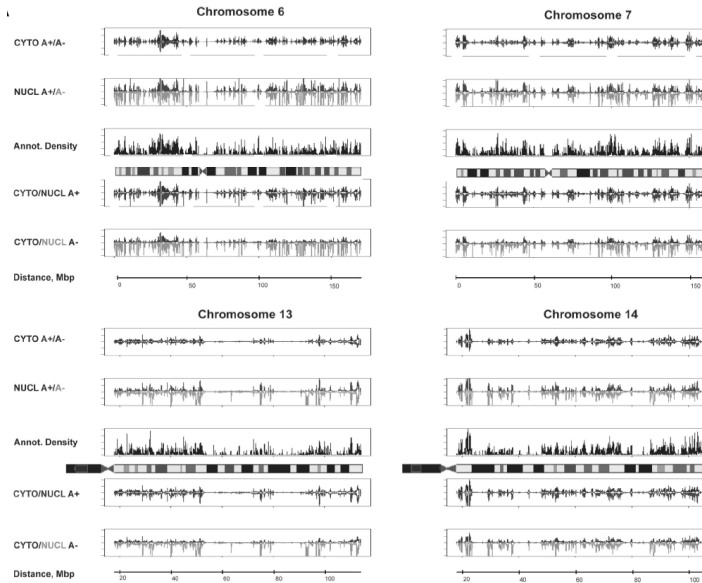 Chromosome 6
CYTO A+/A-
NUCL A+/A-
Annot. Density
CYTO/NUCL A+
CYTO/NUCL A-
Distance, Mbp
0 50 100 150
Chromosome 7
0 50 100 150
Chromosome 13
CYTO A+/A-
NUCL A+/A-
Annot. Density
CYTO/NUCL A+
CYTO/NUCL A-
Distance, Mbp
20 40 60 80 100
Chromosome 14
20 40 60 80 100